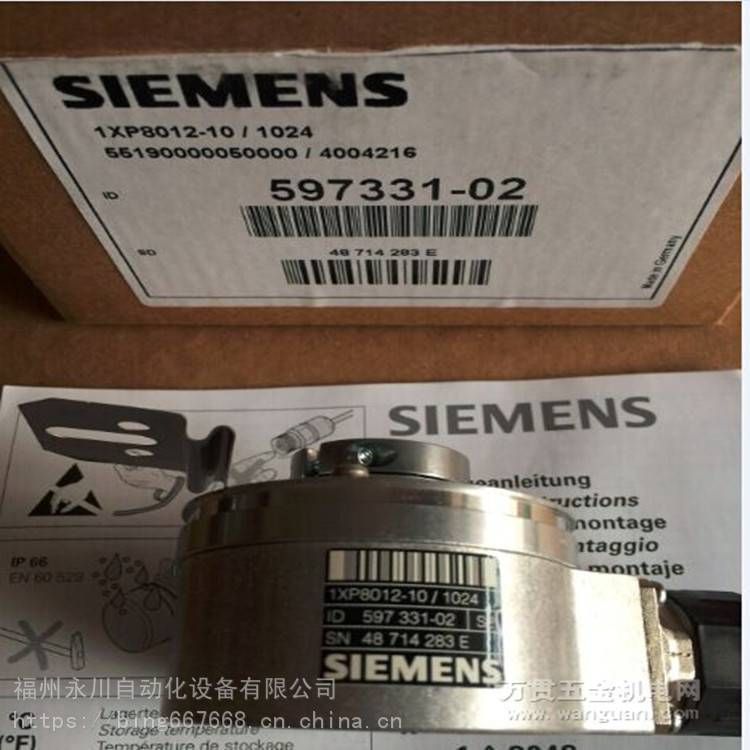 SIEMENS
1XP8012-10 / 1024
55190000050000 / 4004216
ID
597331-02
SD
48 714 283 E
Made in Germany
SIEMENS
eanleitung
structions
montage
ntaggio
montaje
IP 66
EN 60 529
1XP8012-10 / 1024
ID 597 331-02
SN 48 714 283 E
SIEMENS
福州永川自动化设备有限公司
https://bing667668.cn.china.cn
万贯五金机电网
www.wanguan.com
°C
(°F)
Lagerte
Storage temperature
Température de stockage